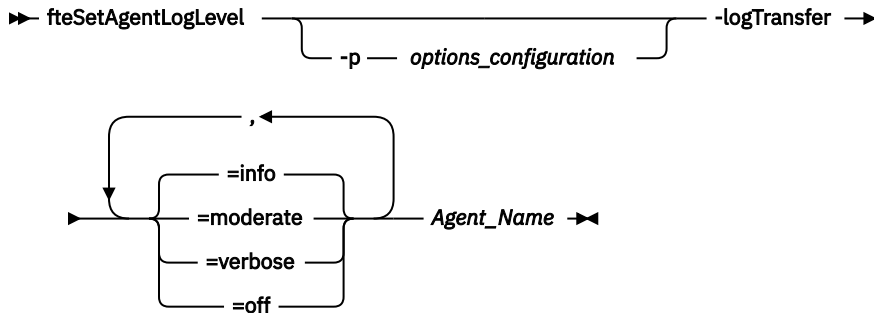 fteSetAgentLogLevel -logTransfer
-p options_configuration
,
=info
=moderate Agent_Name
=verbose
=off